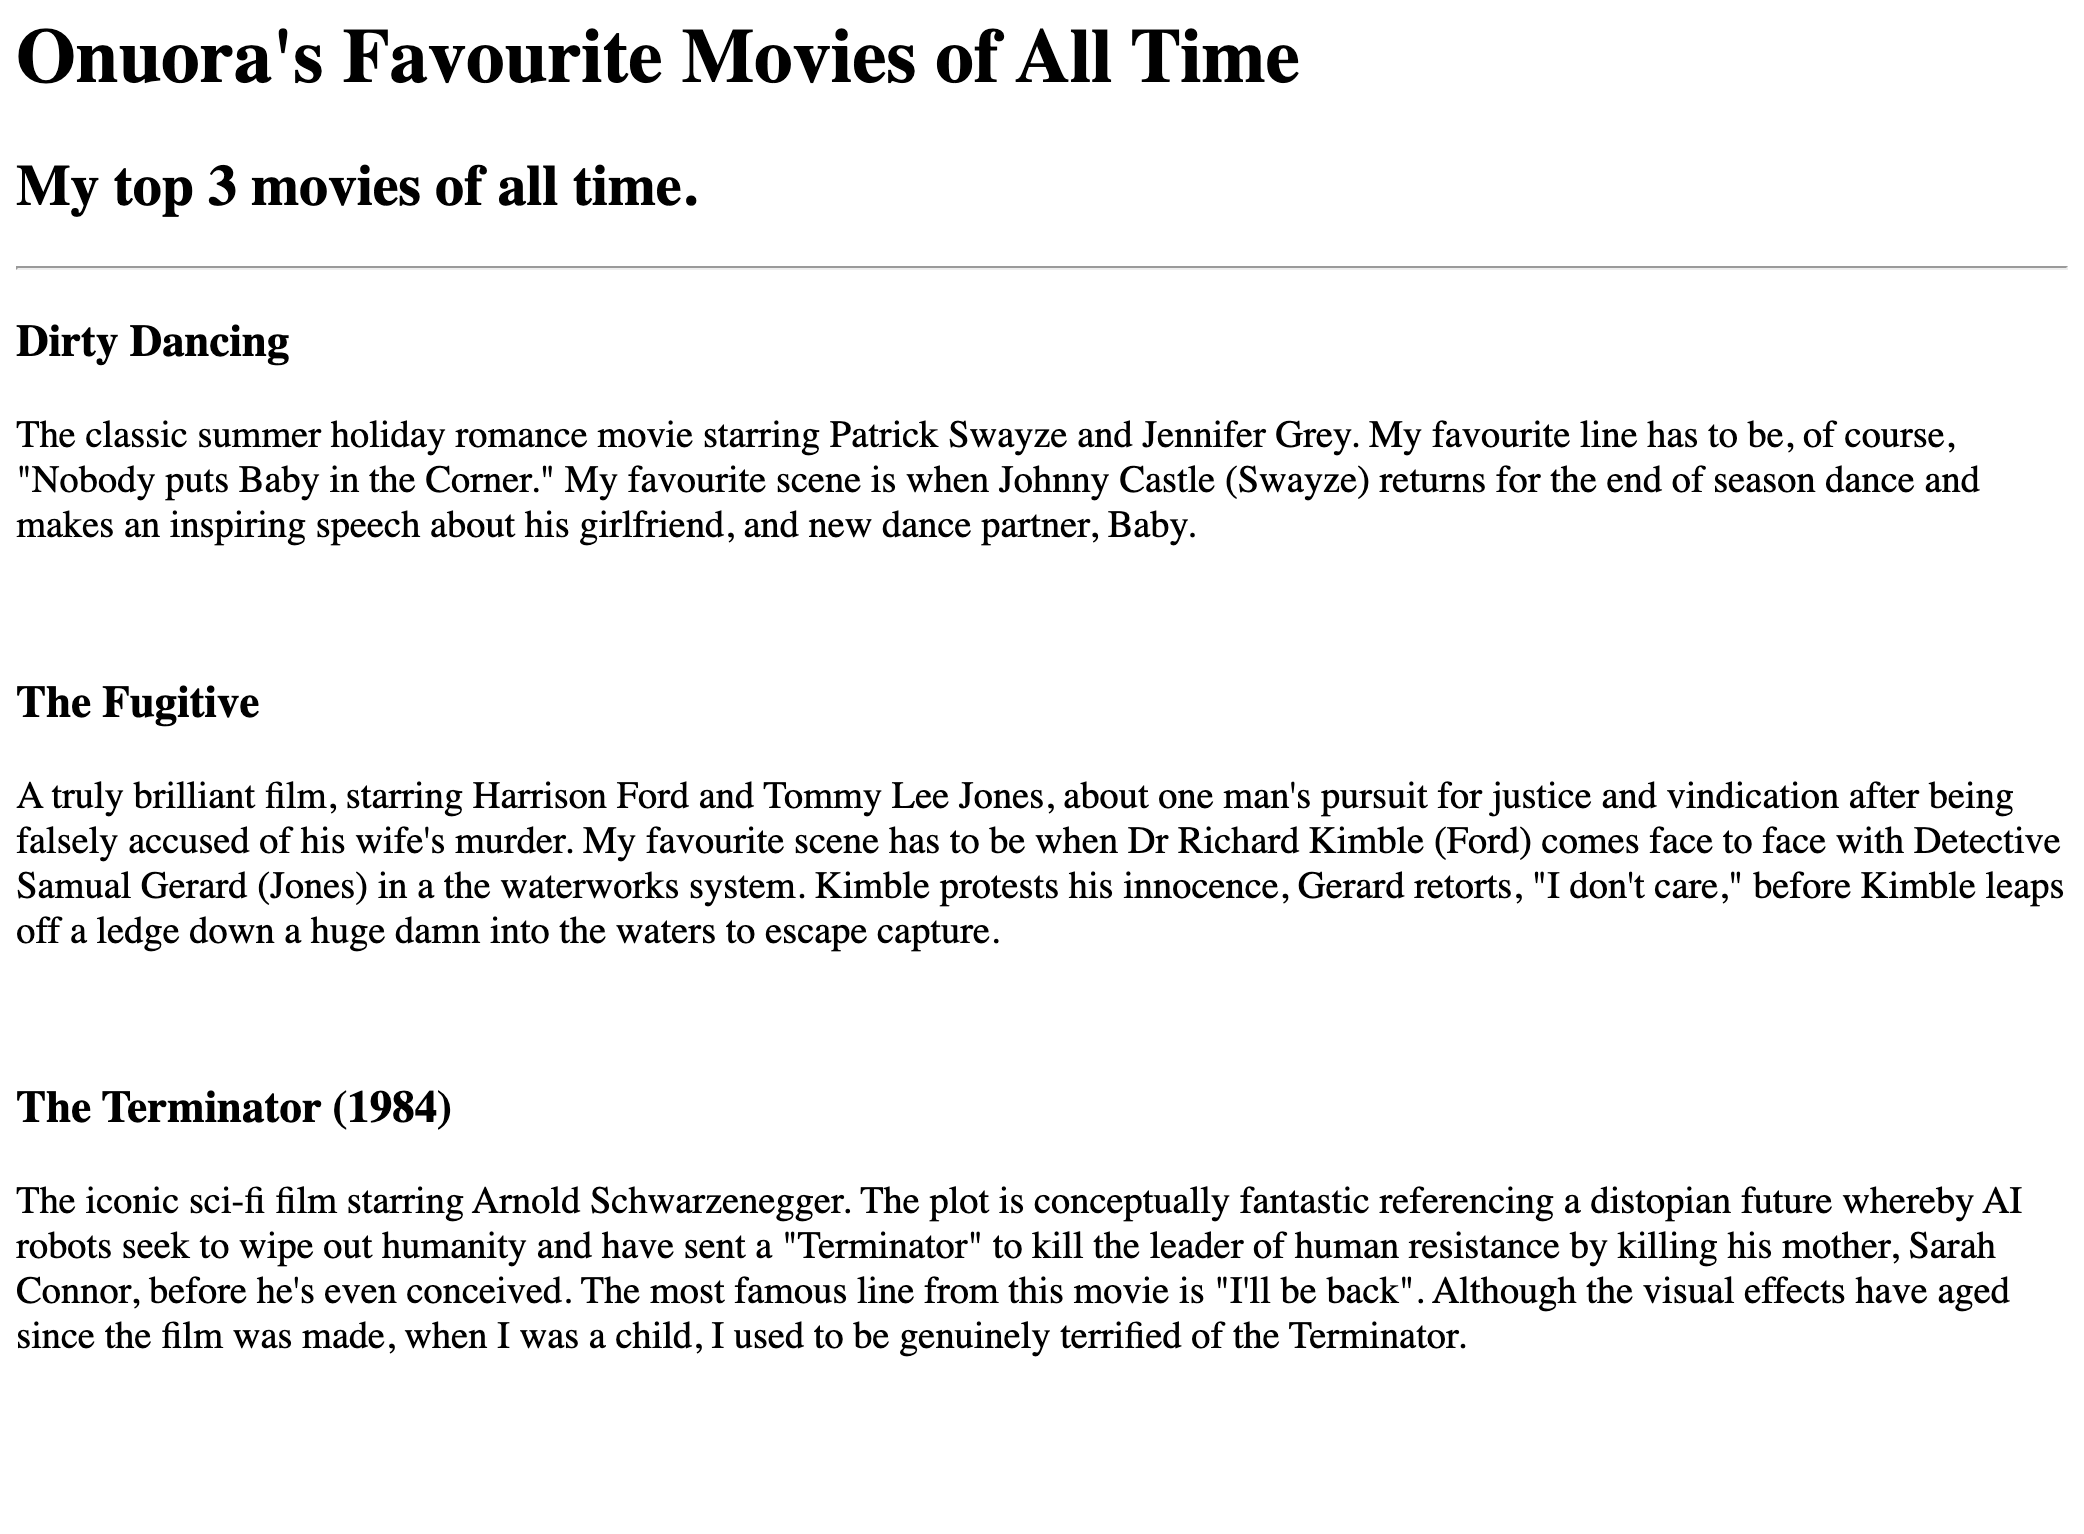 Onuora's Favourite Movies of All Time
My top 3 movies of all time.
Dirty Dancing
The classic summer holiday romance movie starring Patrick Swayze and Jennifer Grey. My favourite line has to be, of course,
"Nobody puts Baby in the Corner." My favourite scene is when Johnny Castle (Swayze) returns for the end of season dance and
makes an inspiring speech about his girlfriend, and new dance partner, Baby.
The Fugitive
A truly brilliant film, starring Harrison Ford and Tommy Lee Jones, about one man's pursuit for justice and vindication after being
falsely accused of his wife's murder. My favourite scene has to be when Dr Richard Kimble (Ford) comes face to face with Detective
Samual Gerard (Jones) in a the waterworks system. Kimble protests his innocence, Gerard retorts, "I don't care," before Kimble leaps
off a ledge down a huge damn into the waters to escape capture.
The Terminator (1984)
The iconic sci-fi film starring Arnold Schwarzenegger. The plot is conceptually fantastic referencing a distopian future whereby AI
robots seek to wipe out humanity and have sent a "Terminator" to kill the leader of human resistance by killing his mother, Sarah
Connor, before he's even conceived. The most famous line from this movie is "I'll be back". Although the visual effects have aged
since the film was made, when I was a child, I used to be genuinely terrified of the Terminator.